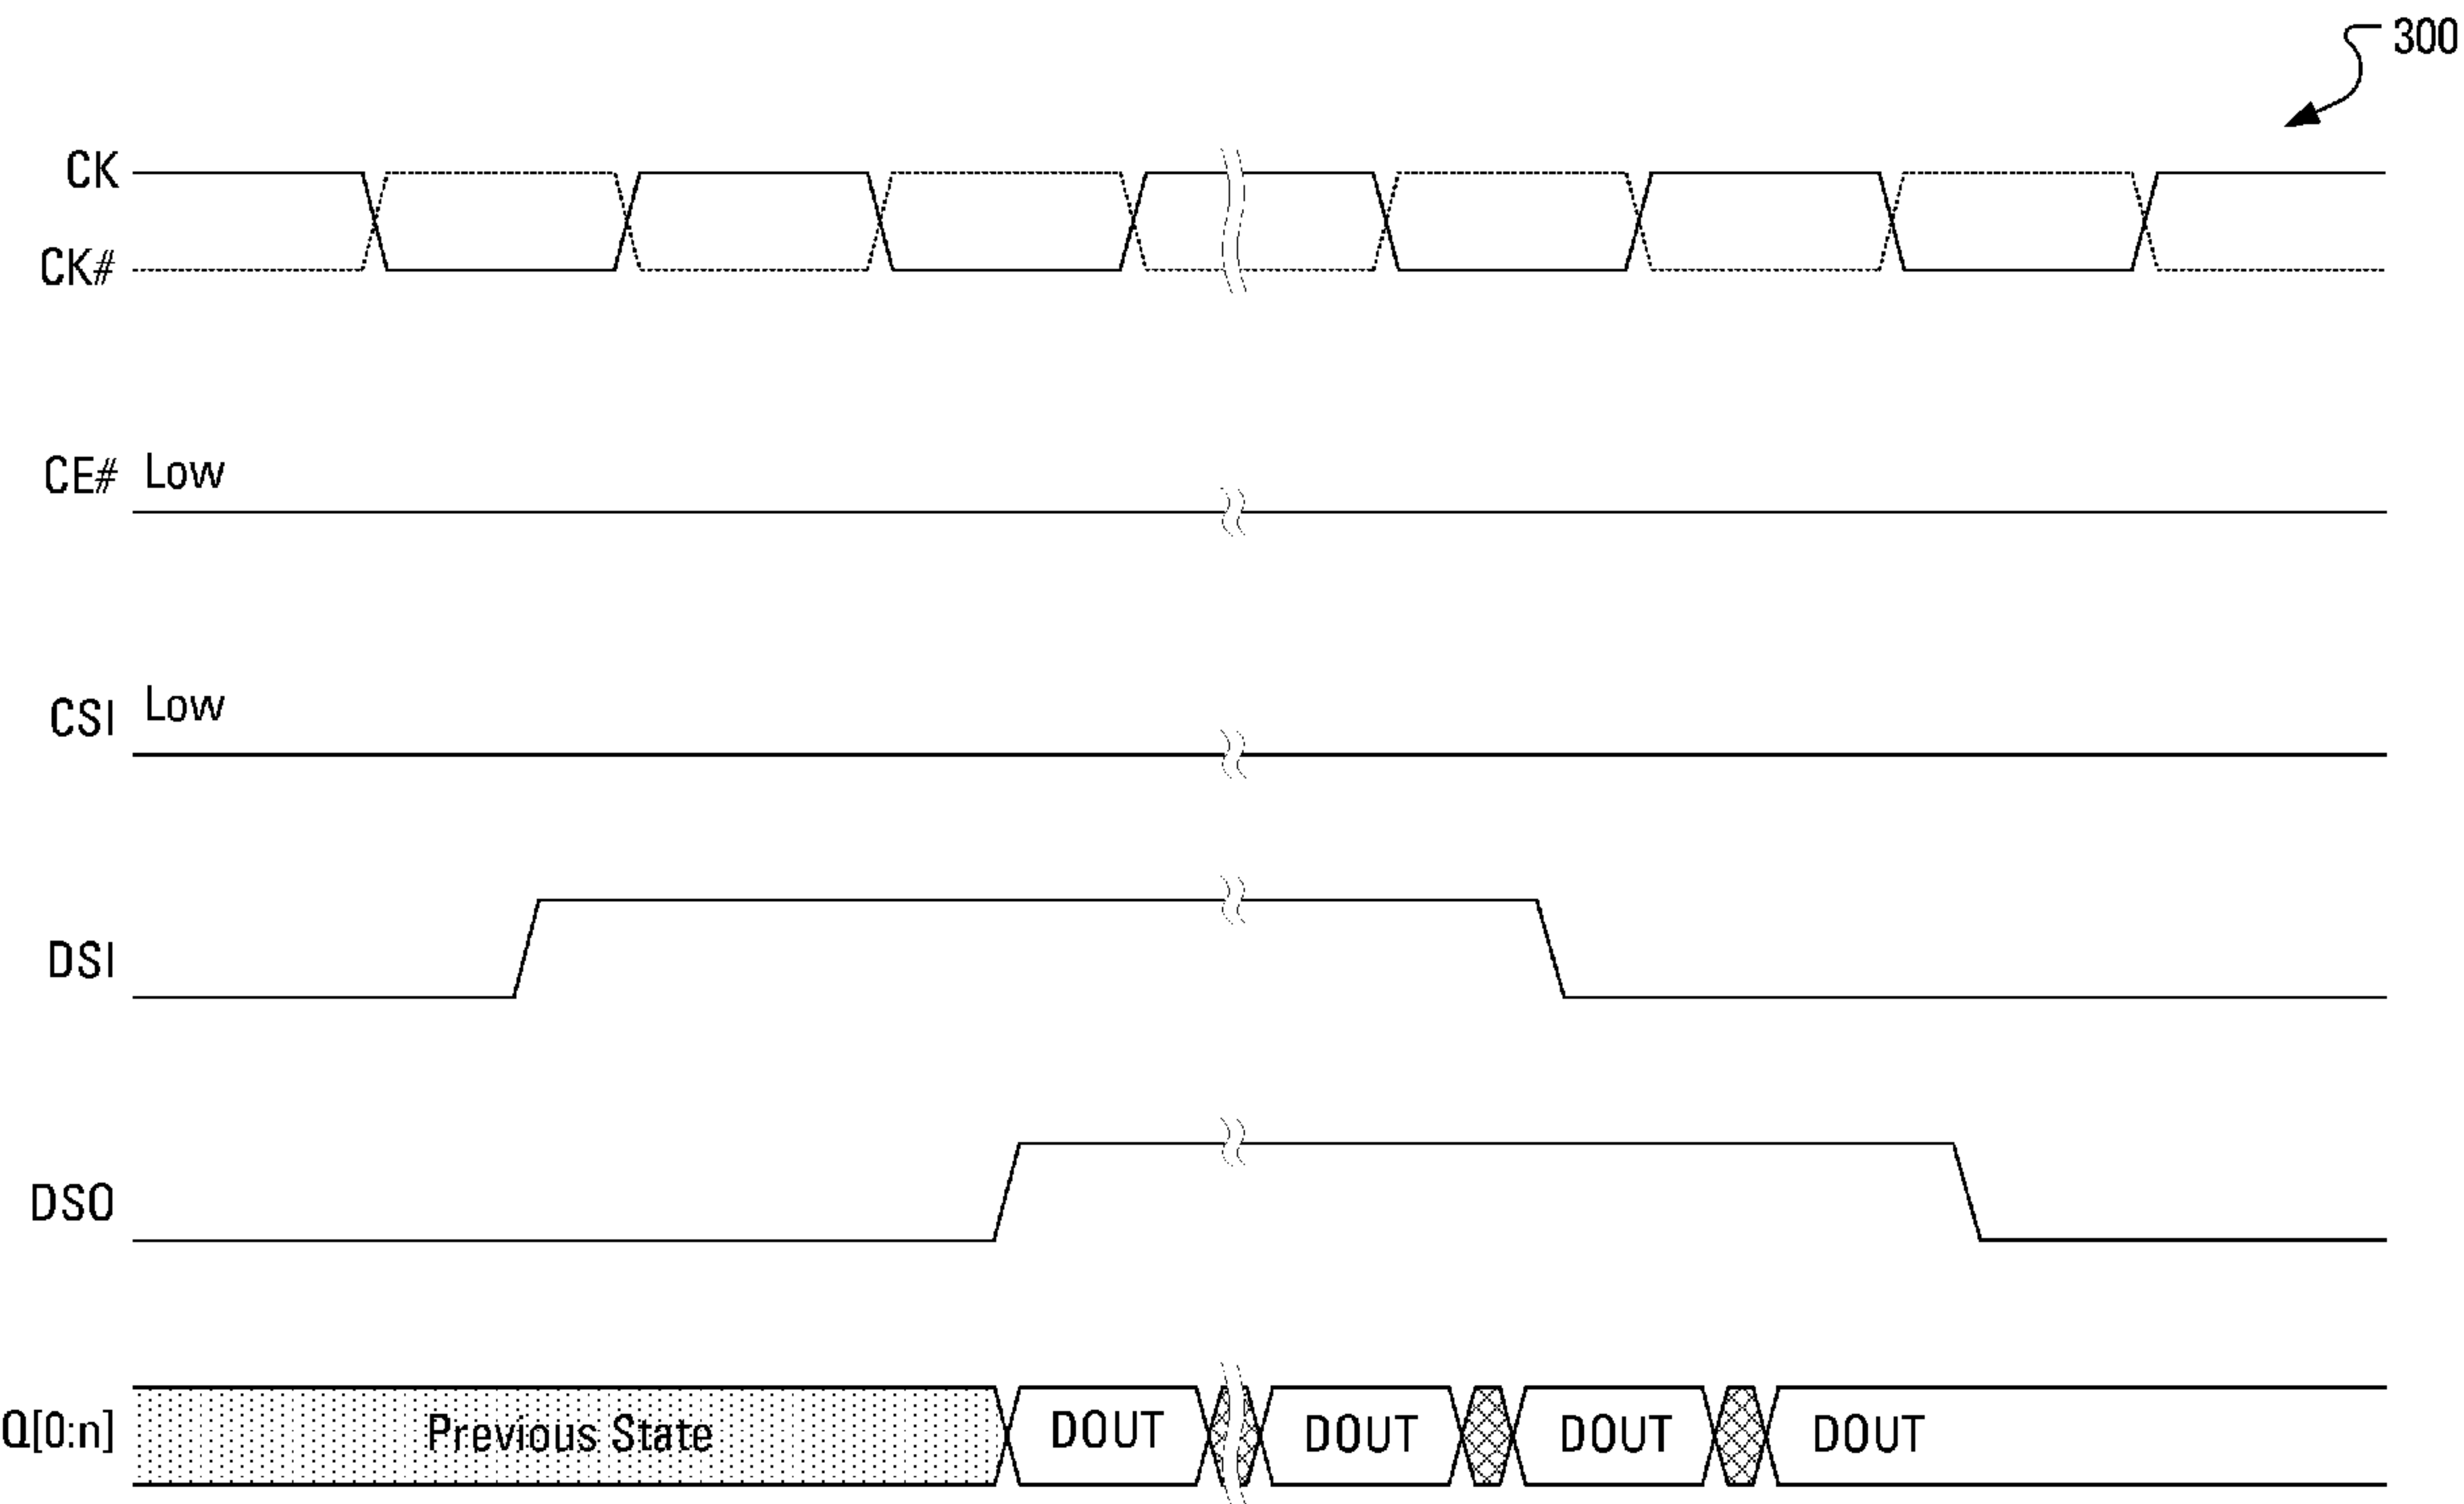 300
CK
CK#
CE# Low
CSI Low
DSI
DSO
Q[0:n] Previous State DOUT DOUT DOUT DOUT